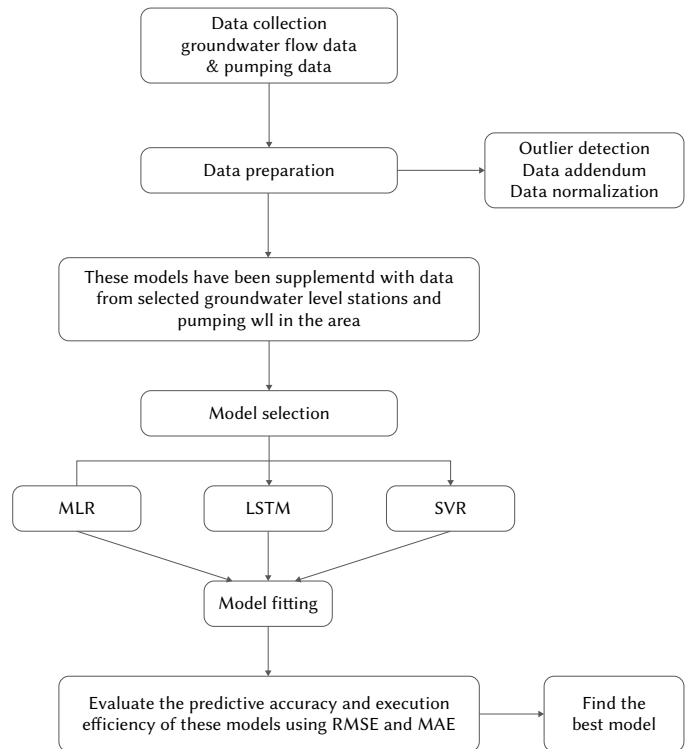 Data collection
groundwater flow data
& pumping data
Data preparation
Outlier detection
Data addendum
Data normalization
These models have been supplementd with data
from selected groundwater level stations and
pumping wll in the area
Model selection
MLR
LSTM
SVR
Model fitting
Evaluate the predictive accuracy and execution
efficiency of these models using RMSE and MAE
Find the
best model